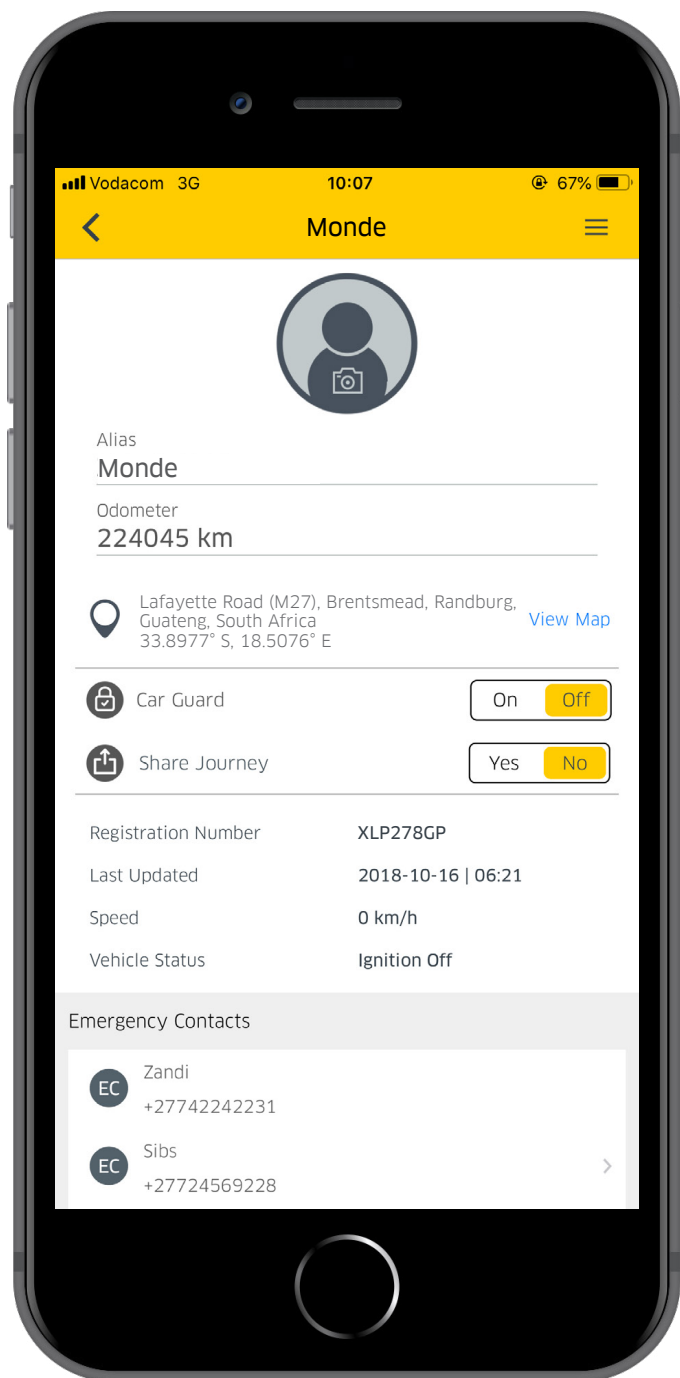 Vodacom 3G 10:07 67%
Monde
Alias
Monde
Odometer
224045 km
Lafayette Road (M27), Brentsmead, Randburg,
Guateng, South Africa
33.8977° S, 18.5076° E
View Map
Car Guard On Off
Share Journey Yes No
Registration Number XLP278GP
Last Updated 2018-10-16 | 06:21
Speed 0 km/h
Vehicle Status Ignition Off
Emergency Contacts
EC
Zandi
+27742242231
EC
Sibs
+27724569228